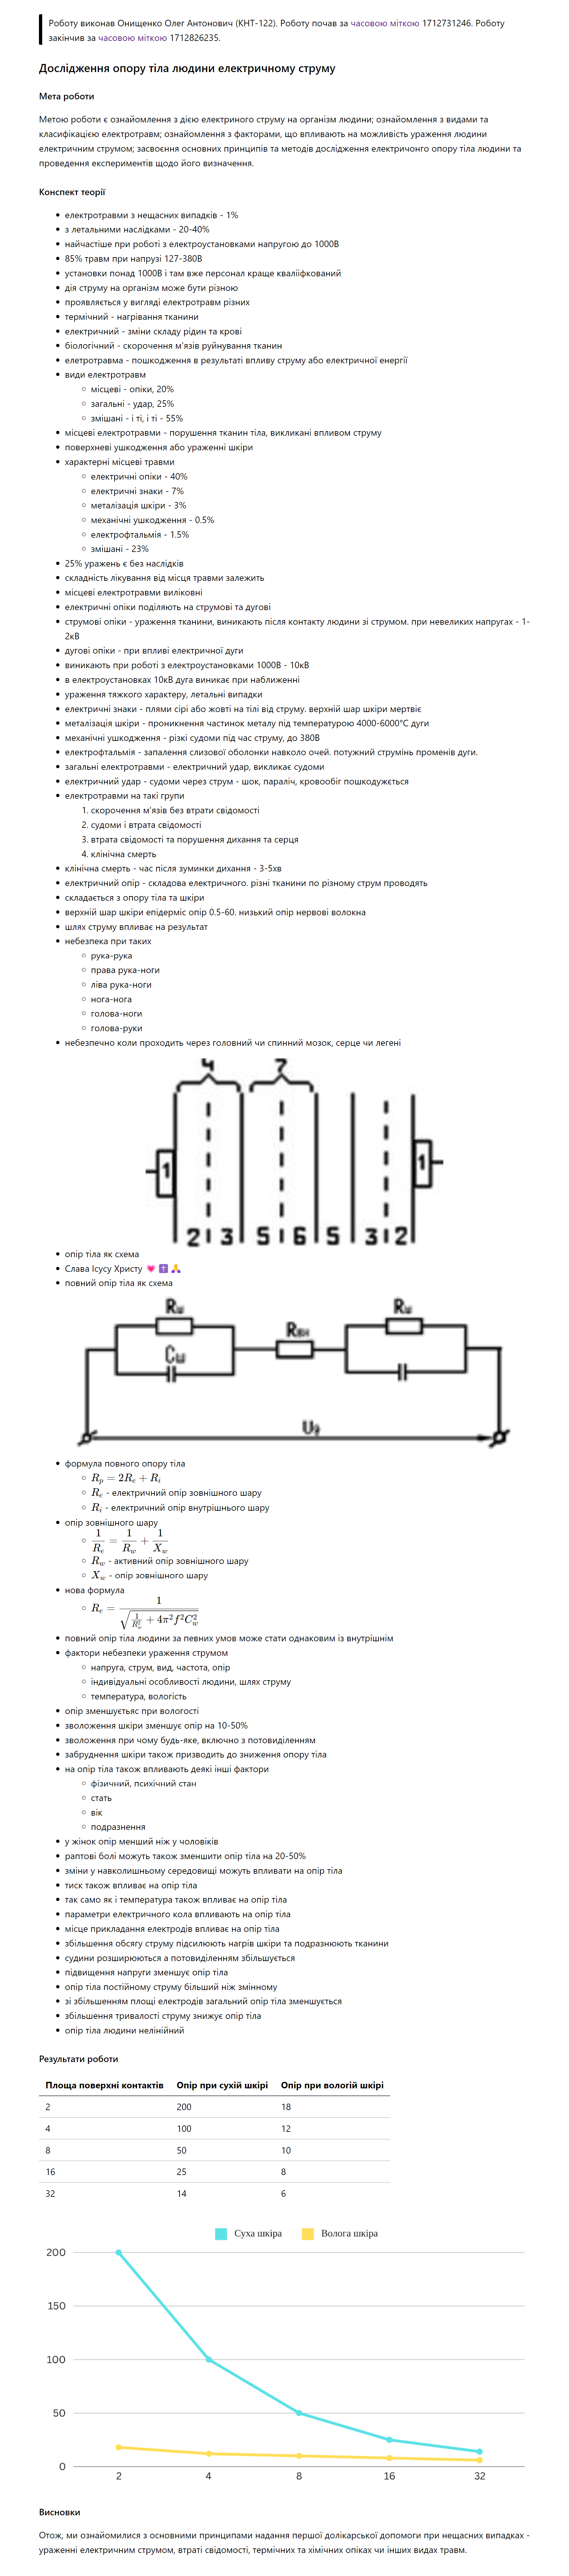 Роботу виконав Онищенко Олег Антонович (КНТ-122). Роботу почав за часовою міткою 1712731246. Роботу
закінчив за часовою міткою 1712826235.
Дослідження опору тіла людини електричному струму
Мета роботи
Метою роботи є ознайомлення з дією електриного струму на організм людини; ознайомлення з видами та
класифікацією електротравм; ознайомлення з факторами, що впливають на можливість ураження людини
електричним струмом; засвоєння основних принципів та методів дослідження електричонго опору тіла людини та
проведення експериментів щодо його визначення.
Конспект теорії
електротравми з нещасних випадків - 1%
з летальними наслідками - 20-40%
найчастіше при роботі з електроустановками напругою до 1000В
85% травм при напрузі 127-380В
установки понад 1000В і там вже персонал краще кваліфкований
дія струму на організм може бути різною
проявляється у вигляді електротравм різних
термічний - нагрівання тканини
електричний - зміни складу рідин та крові
біологічний - скорочення м'язів руйнування тканин
елетротравма - пошкодження в результаті впливу струму або електричної енергії
види електротравм
місцеві - опіки, 20%
загальні - удар, 25%
змішані - і ті, і ті - 55%
місцеві електротравми - порушення тканин тіла, викликані впливом струму
поверхневі ушкодження або ураженні шкіри
характерні місцеві травми
електричні опіки - 40%
електричні знаки - 7%
металізація шкіри - 3%
механічні ушкодження - 0.5%
електрофтальмія - 1.5%
змішані - 23%
25% уражень є без наслідків
складність лікування від місця травми залежить
місцеві електротравми виліковні
електричні опіки поділяють на струмові та дугові
струмові опіки - ураження тканини, виникають після контакту людини зі струмом. при невеликих напругах - 1-
2кВ
дугові опіки - при впливі електричної дуги
виникають при роботі з електроустановками 1000В - 10кВ
в електроустановках 10кВ дуга виникає при наближенні
ураження тяжкого характеру, летальні випадки
електричні знаки - плями сірі або жовті на тілі від струму. верхній шар шкіри мертвіє
металізація шкіри - проникнення частинок металу під температурою 4000-6000°C дуги
механічні ушкодження - різкі судоми під час струму, до 380В
електрофтальмія - запалення слизової оболонки навколо очей. потужний струмінь променів дуги.
загальні електротравми - електричний удар, викликає судоми
електричний удар - судоми через струм - шок, параліч, кровообіг пошкоджується
електротравми на такі групи
1. скорочення м'язів без втрати свідомості
2. судоми і втрата свідомості
3. втрата свідомості та порушення дихання та серця
4. клінічна смерть
клінічна смерть - час після зуминки дихання - 3-5хв
електричний опір - складова електричного. різні тканини по різному струм проводять
складається з опору тіла та шкіри
верхній шар шкіри епідерміс опір 0.5-60. низький опір нервові волокна
шлях струму впливає на результат
небезпека при таких
рука-рука
права рука-ноги
ліва рука-ноги
нога-нога
голова-ноги
голова-руки
небезпечно коли проходить через головний чи спинний мозок, серце чи легені
4 7
1 1
2 3 5 6 5 3 2
опір тіла як схема
Слава Ісусу Христу 💗 ✝️ 🙏
повний опір тіла як схема
Rш Rш
Rвн
Cш
U
формула повного опору тіла
R_p = 2R_e + R_i
R_e - електричний опір зовнішного шару
R_i - електричний опір внутрішнього шару
опір зовнішного шару
1/R_e = 1/R_w + 1/X_w
R_w - активний опір зовнішного шару
X_w - опір зовнішного шару
нова формула
R_e = 1/√(1/R_w^2 + 4π^2 f^2 C_w^2)
повний опір тіла людини за певних умов може стати однаковим із внутрішнім
фактори небезпеки ураження струмом
напруга, струм, вид, частота, опір
індивідуальні особливості людини, шлях струму
температура, вологість
опір зменшуєтьяс при вологості
зволоження шкіри зменшує опір на 10-50%
зволоження при чому будь-яке, включно з потовиділенням
забруднення шкіри також призводить до зниження опору тіла
на опір тіла також впливають деякі інші фактори
фізичний, психічний стан
стать
вік
подразнення
у жінок опір менший ніж у чоловіків
раптові болі можуть також зменшити опір тіла на 20-50%
зміни у навколишньому середовищі можуть впливати на опір тіла
тиск також впливає на опір тіла
так само як і температура також впливає на опір тіла
параметри електричного кола впливають на опір тіла
місце прикладання електродів впливає на опір тіла
збільшення обсягу струму підсилюють нагрів шкіри та подразнюють тканини
судини розширюються а потовиділенням збільшується
підвищення напруги зменшує опір тіла
опір тіла постійному струму більший ніж змінному
зі збільшенням площі електродів загальний опір тіла зменшується
збільшення тривалості струму знижує опір тіла
опір тіла людини нелінійний
Результати роботи
Площа поверхні контактів Опір при сухій шкірі Опір при вологій шкірі
2 200 18
4 100 12
8 50 10
16 25 8
32 14 6
Суха шкіра Волога шкіра
200
150
100
50
0
2 4 8 16 32
Висновки
Отож, ми ознайомилися з основними принципами надання першої долікарської допомоги при нещасних випадках -
ураженні електричним струмом, втраті свідомості, термічних та хімічних опіках чи інших видах травм.